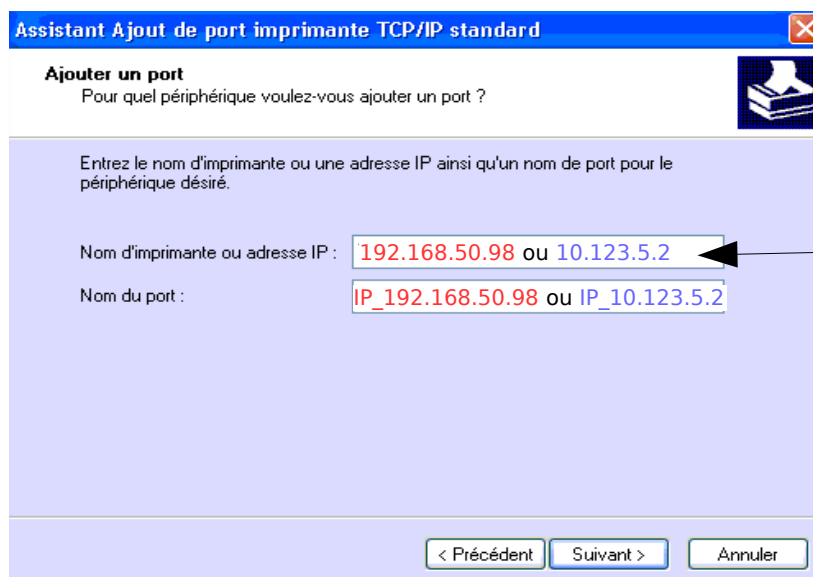 Assistant Ajout de port imprimante TCP/IP standard
Ajouter un port
Pour quel périphérique voulez-vous ajouter un port ?
Entrez le nom d'imprimante ou une adresse IP ainsi qu'un nom de port pour le
périphérique désiré.
Nom d'imprimante ou adresse IP : 192.168.50.98 ou 10.123.5.2
Nom du port : IP_192.168.50.98 ou IP_10.123.5.2
< Précédent Suivant > Annuler